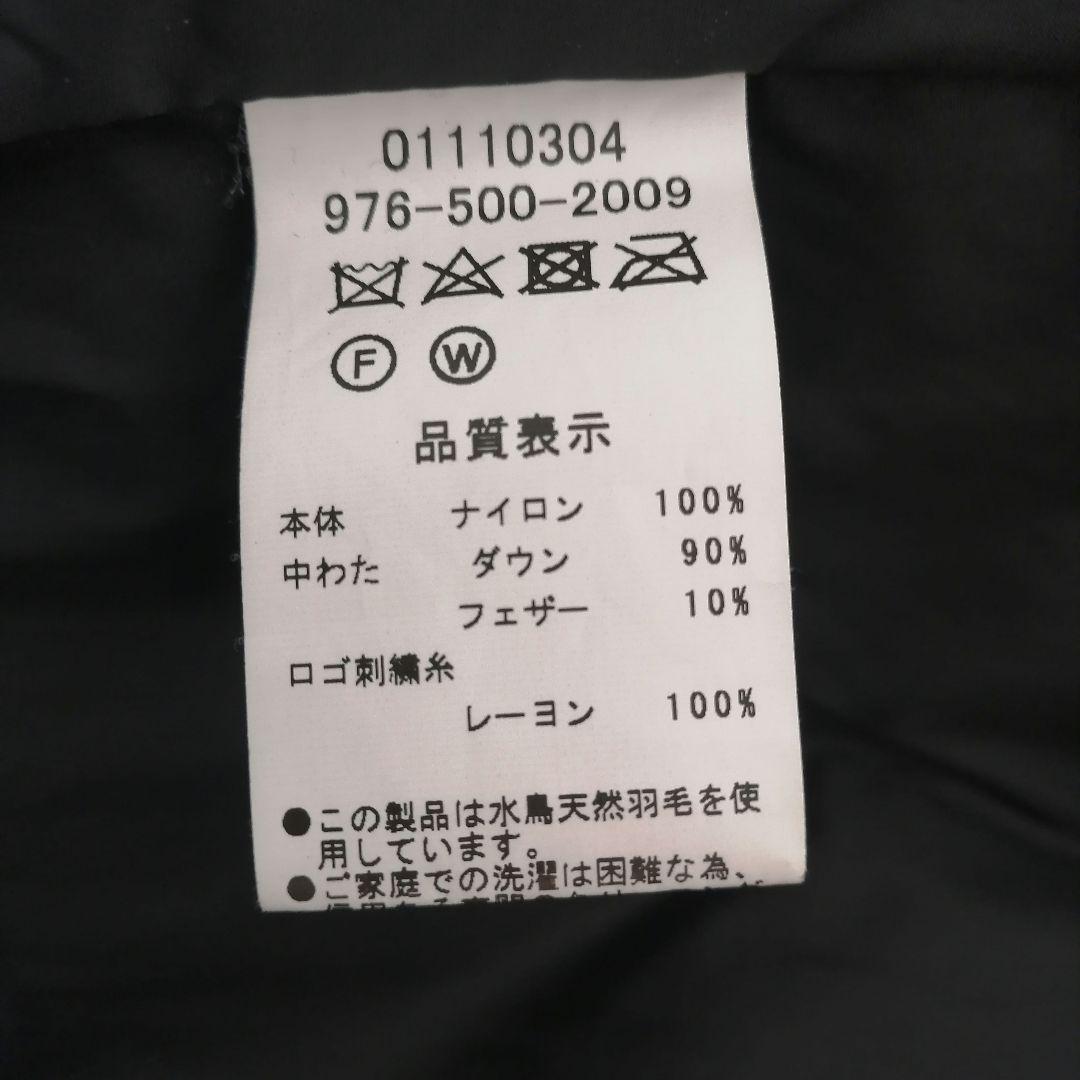 01110304
976-500-2009
F W
品質表示
本体 ナイロン 100%
中わた ダウン 90%
フェザー 10%
ロゴ刺繍糸
レーヨン 100%
●この製品は水鳥天然羽毛を使
用しています。
●ご家庭での洗濯は困難な為、